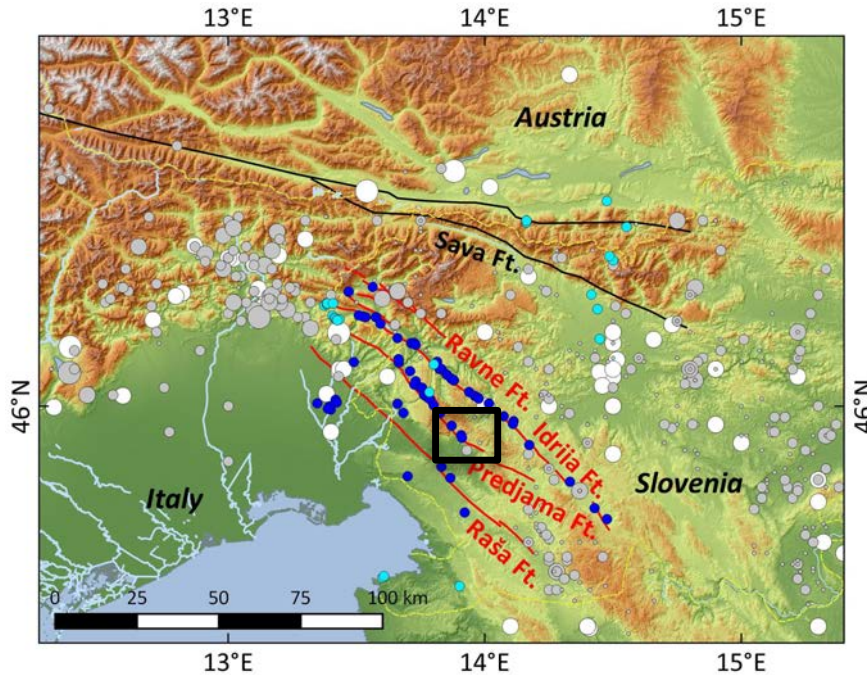 13°E 14°E 15°E
Austria
Sava Ft.
Ravne Ft.
46°N 46°N
Idrija Ft.
Predjama Ft.
Slovenia
Italy
Raša Ft.
0 25 50 75 100 km
13°E 14°E 15°E